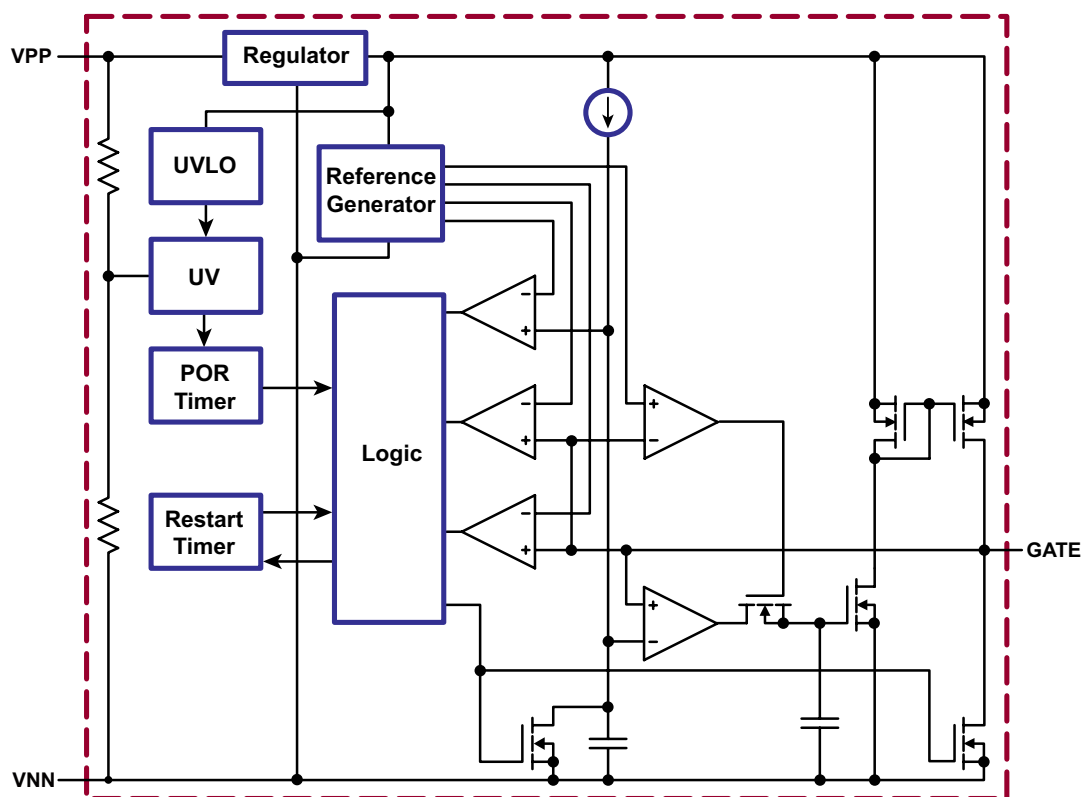 VPP
Regulator
UVLO
Reference
Generator
UV
POR
Timer
Logic
Restart
Timer
GATE
VNN